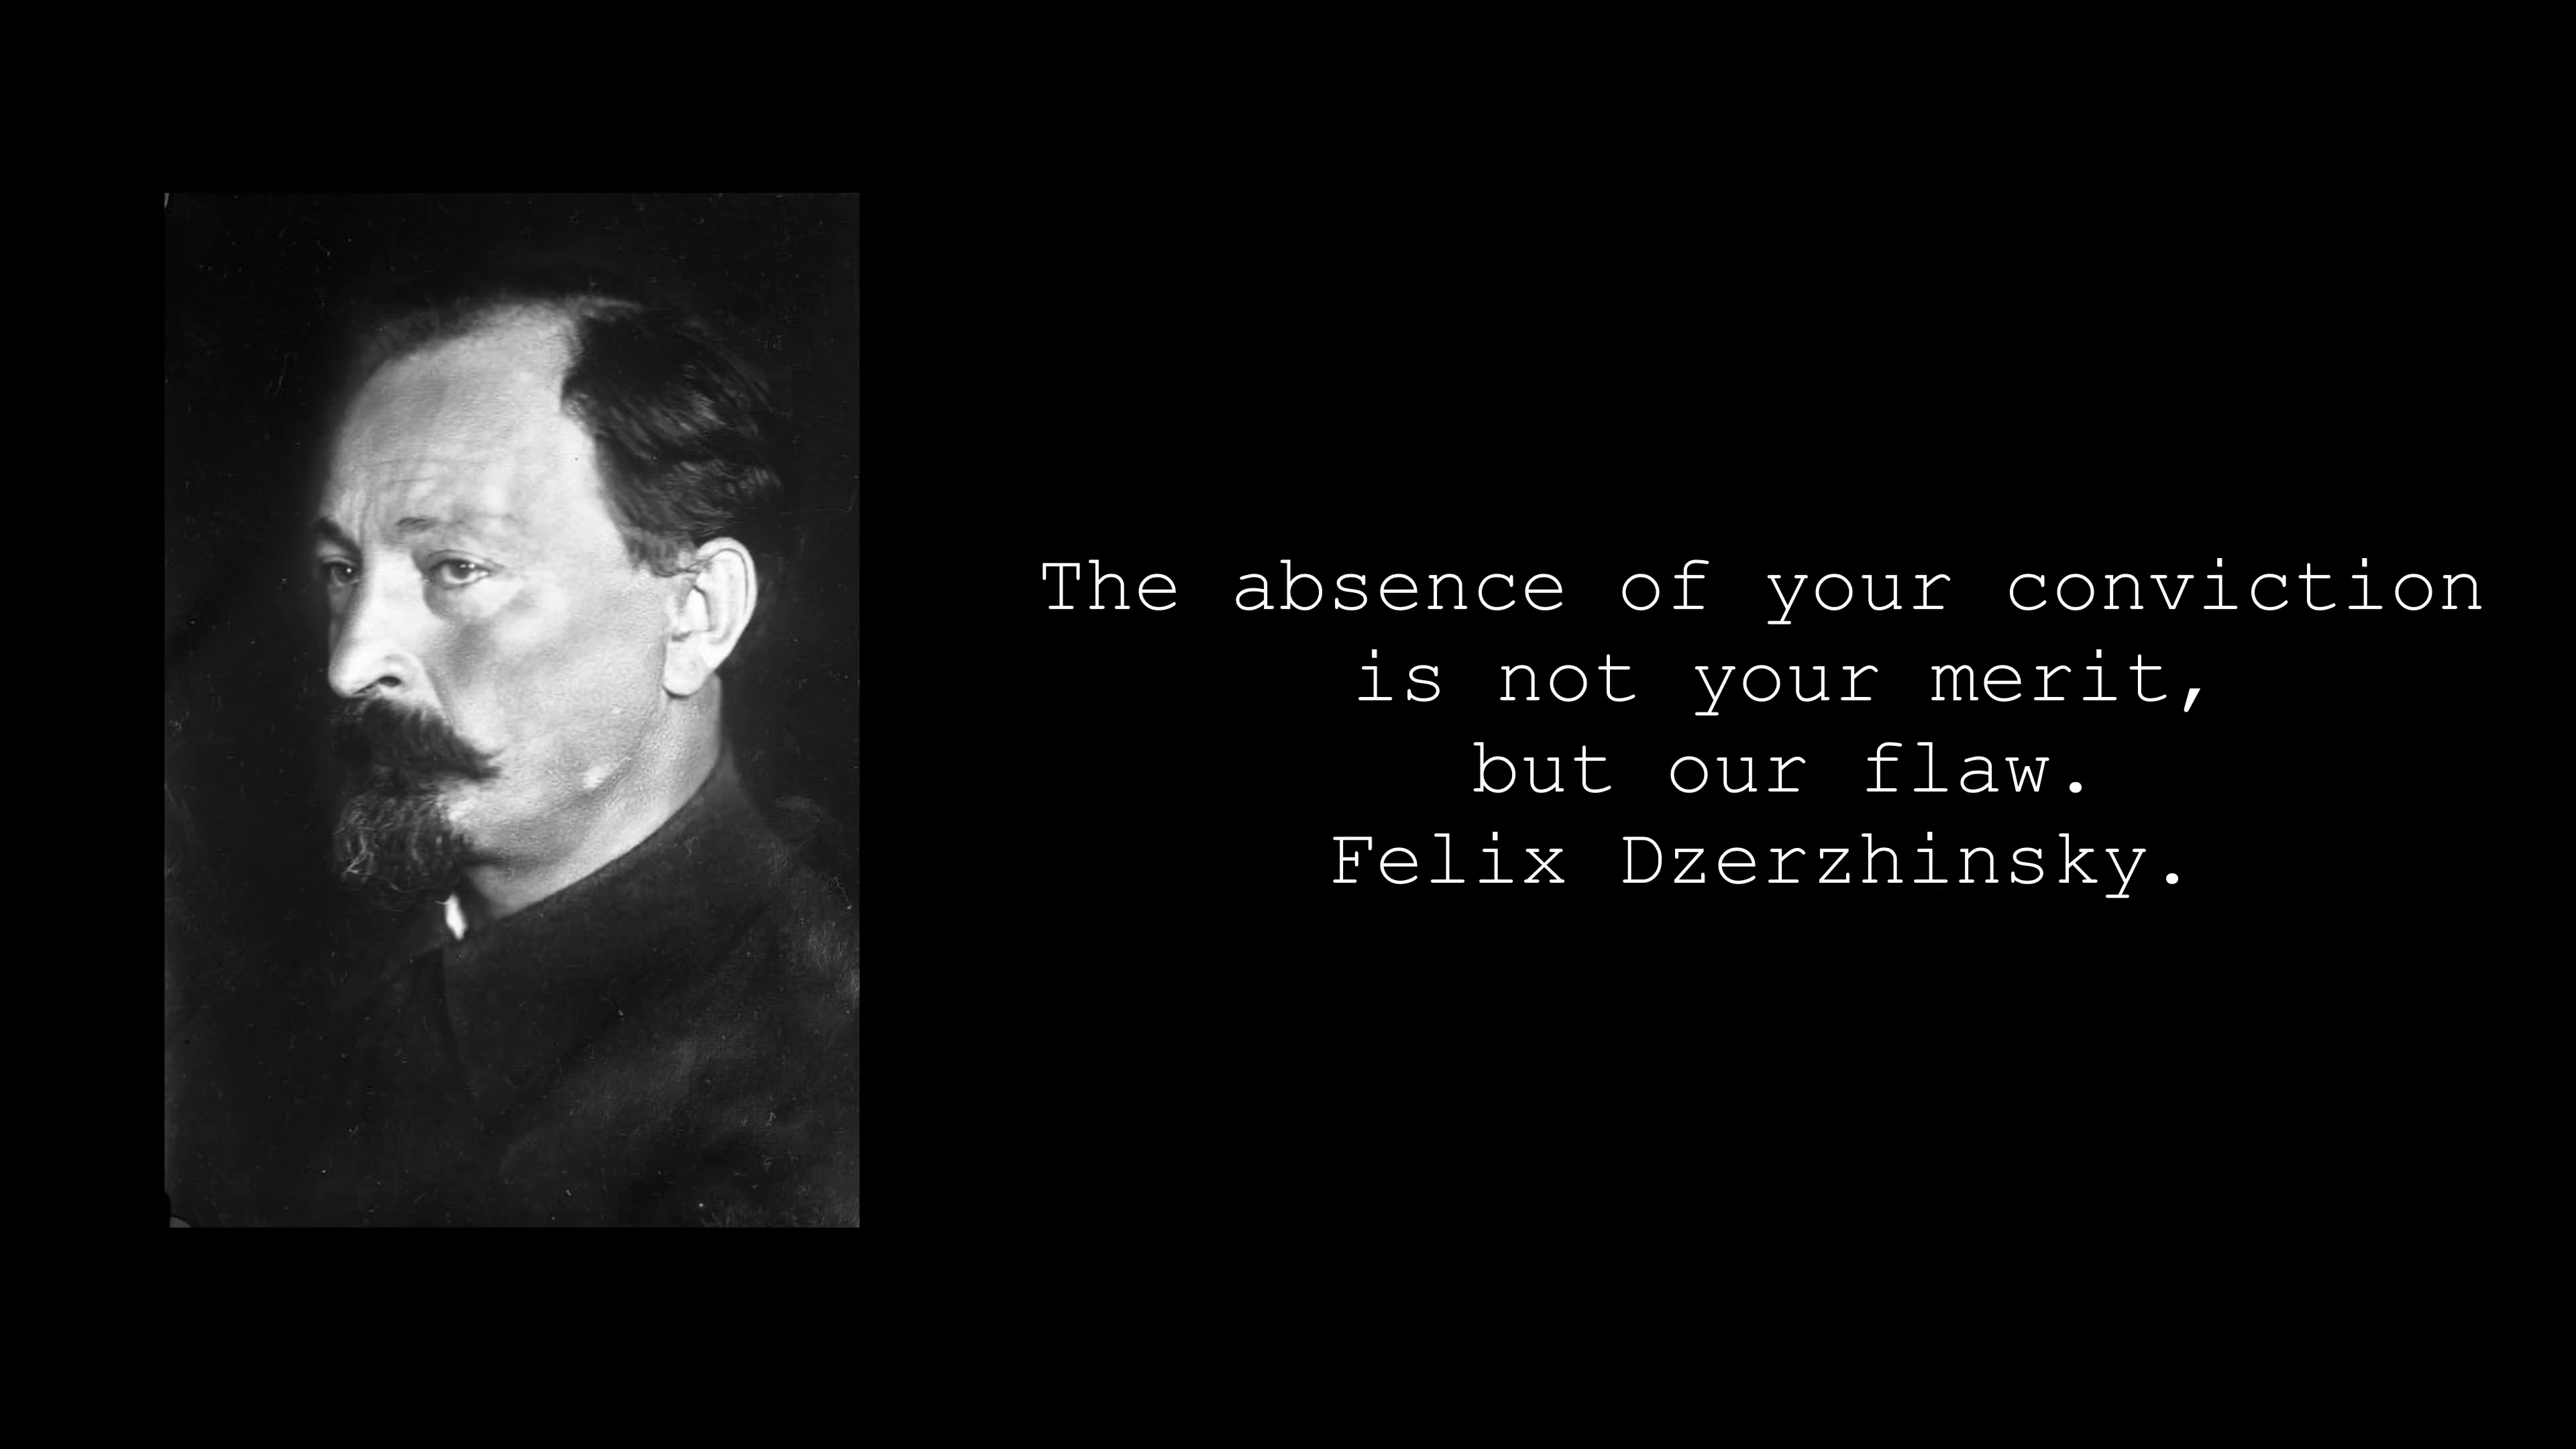 The absence of your conviction
is not your merit,
but our flaw.
Felix Dzerzhinsky.